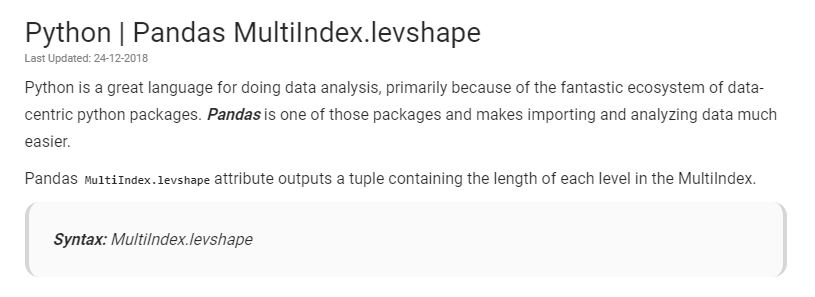 Python | Pandas MultiIndex.levshape
Last Updated: 24-12-2018
Python is a great language for doing data analysis, primarily because of the fantastic ecosystem of data-
centric python packages. Pandas is one of those packages and makes importing and analyzing data much
easier.
Pandas MultiIndex.levshape attribute outputs a tuple containing the length of each level in the MultiIndex.
Syntax: MultiIndex.levshape